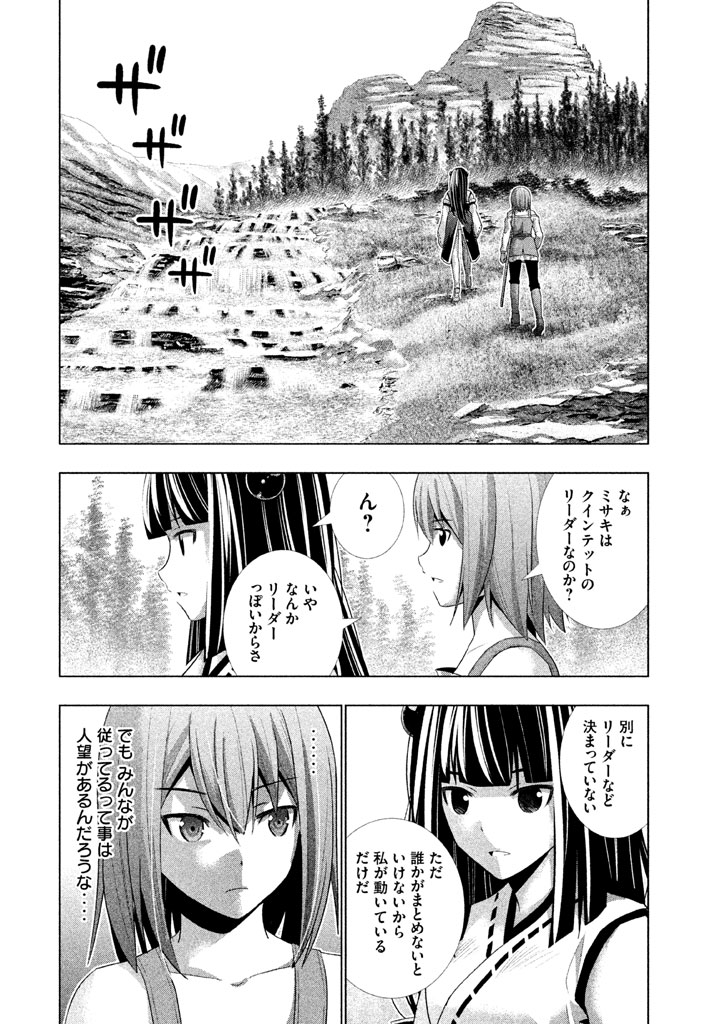 ザザザザ
なぁ
ミサキは
クインテットの
リーダーなのか?
ん?
いや
なんか
リーダー
っぽいからさ
別に
リーダーなど
決まっていない
ただ
誰かがまとめないと
いけないから
私が動いている
だけだ
‥‥‥
でも みんなが
従ってるって事は
人望があるんだろうな‥‥